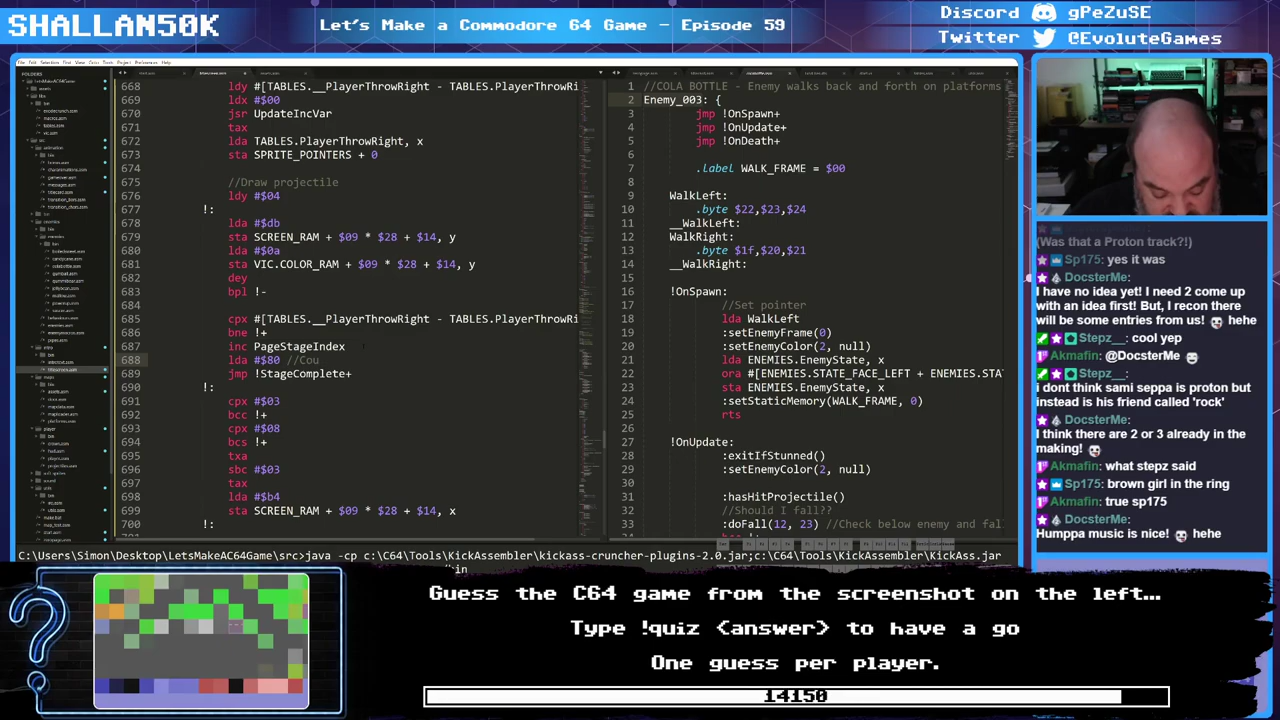 SHALLAN50K
Let's Make a Commodore 64 Game - Episode 59
Discord gPeZuSE
Twitter @EvoluteGames
FOLDERS
668 ldy #[TABLES.__PlayerThrowRight - TABLES.PlayerThrowRi
669 ldx #$00
670 jsr UpdateIncVar
671 tax
672 lda TABLES.PlayerThrowRight, x
673 sta SPRITE_POINTERS + 0
674
675 //Draw projectile
676 ldy #$04
677 !:
678 lda #$db
679 sta SCREEN_RAM + $09 * $28 + $14, y
680 lda #$0a
681 sta VIC.COLOR_RAM + $09 * $28 + $14, y
682 dey
683 bpl !-
684
685 cpx #[TABLES.__PlayerThrowRight - TABLES.PlayerThrowRi
686 bne !+
687 inc PageStageIndex
688 lda #$80 //Cou
689 jmp !StageComplete+
690 !:
691 cpx #$03
692 bcc !+
693 cpx #$08
694 bcs !+
695 txa
696 sbc #$03
697 tax
698 lda #$b4
699 sta SCREEN_RAM + $09 * $28 + $14, x
700 !:
1 //COLA BOTTLE - Enemy walks back and forth on platforms
2 Enemy_003: {
3 jmp !OnSpawn+
4 jmp !OnUpdate+
5 jmp !OnDeath+
6
7 .label WALK_FRAME = $00
8
9 WalkLeft:
10 .byte $22,$23,$24
11 __WalkLeft:
12 WalkRight:
13 .byte $1f,$20,$21
14 __WalkRight:
15
16 !OnSpawn:
17 //Set pointer
18 lda WalkLeft
19 :setEnemyFrame(0)
20 :setEnemyColor(2, null)
21 lda ENEMIES.EnemyState, x
22 ora #[ENEMIES.STATE_FACE_LEFT + ENEMIES.STA
23 sta ENEMIES.EnemyState, x
24 :setStaticMemory(WALK_FRAME, 0)
25 rts
26
27 !OnUpdate:
28 :exitIfStunned()
29 :setEnemyColor(2, null)
30
31 :hasHitProjectile()
32 //Should I fall??
33 :doFall(12, 23) //Check below enemy and fal
C:\Users\Simon\Desktop\LetsMakeAC64Game\src>java -cp c:\C64\Tools\KickAssembler\kickass-cruncher-plugins-2.0.jar;c:\C64\Tools\KickAssembler\KickAss.jar
(Was that a Proton track?!)
Sp175: yes it was
DocsterMe:
I have no idea yet! I need 2 come up
with an idea first! But, I recon there
will be some entries from us! hehe
Stepz__: cool yep
Akmafin: @DocsterMe
Stepz__:
i dont think sami seppa is proton but
instead is his friend called 'rock'
DocsterMe:
I think there are 2 or 3 already in the
making!
Akmafin: what stepz said
Sp175: brown girl in the ring
Akmafin: true sp175
DocsterMe:
Humppa music is nice! hehe
Guess the C64 game from the screenshot on the left...
Type !quiz <answer> to have a go
One guess per player.
14150